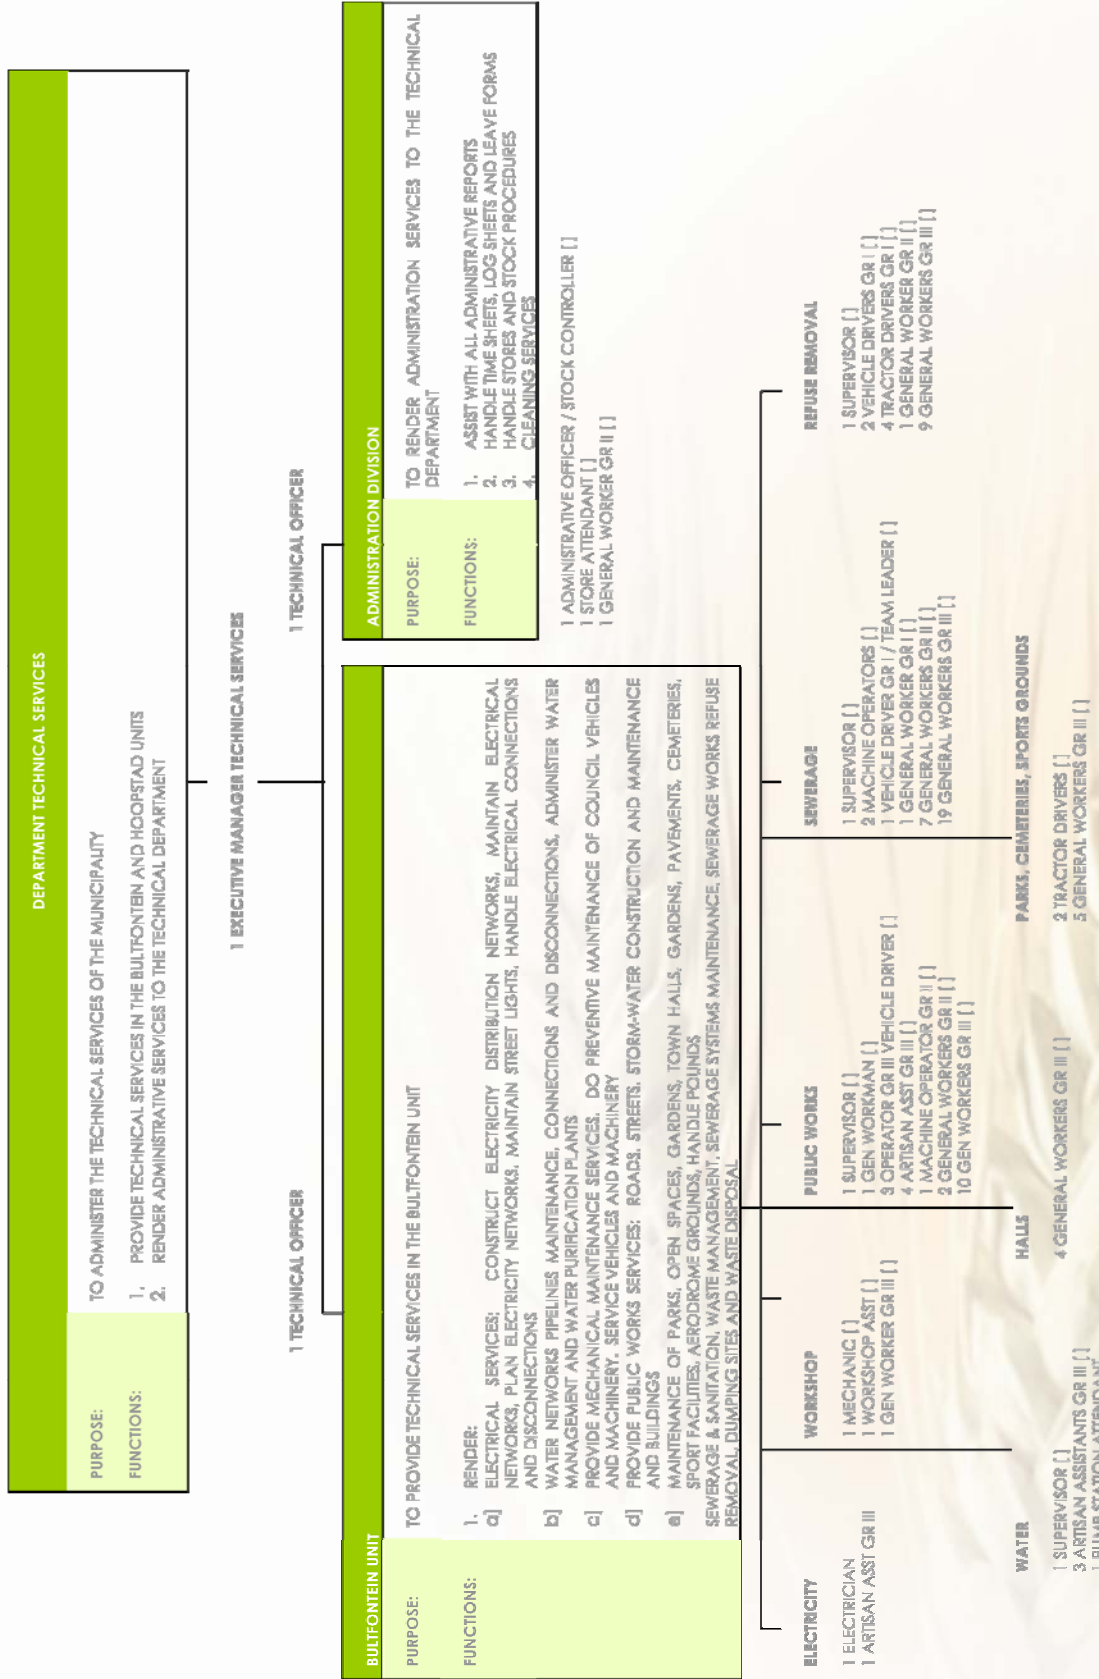 DEPARTMENT TECHNICAL SERVICES
PURPOSE:
TO ADMINISTER THE TECHNICAL SERVICES OF THE MUNICIPALITY
FUNCTIONS:
1. PROVIDE TECHNICAL SERVICES IN THE BULTFONTEIN AND HOOPSTAD UNITS
2. RENDER ADMINISTRATIVE SERVICES TO THE TECHNICAL DEPARTMENT
1 EXECUTIVE MANAGER TECHNICAL SERVICES
1 TECHNICAL OFFICER
1 TECHNICAL OFFICER
BULTFONTEIN UNIT
PURPOSE:
TO PROVIDE TECHNICAL SERVICES IN THE BULTFONTEIN UNIT
FUNCTIONS:
1. RENDER:
a] ELECTRICAL SERVICES: CONSTRUCT ELECTRICITY DISTRIBUTION NETWORKS, MAINTAIN ELECTRICAL
NETWORKS, PLAN ELECTRICITY NETWORKS, MAINTAIN STREET LIGHTS, HANDLE ELECTRICAL CONNECTIONS
AND DISCONNECTIONS
b] WATER NETWORKS PIPELINES MAINTENANCE, CONNECTIONS AND DISCONNECTIONS, ADMINISTER WATER
MANAGEMENT AND WATER PURIFICATION PLANTS
c] PROVIDE MECHANICAL MAINTENANCE SERVICES. DO PREVENTIVE MAINTENANCE OF COUNCIL VEHICLES
AND MACHINERY. SERVICE VEHICLES AND MACHINERY
d] PROVIDE PUBLIC WORKS SERVICES: ROADS, STREETS, STORM-WATER CONSTRUCTION AND MAINTENANCE
AND BUILDINGS
e] MAINTENANCE OF PARKS, OPEN SPACES, GARDENS, TOWN HALLS, GARDENS, PAVEMENTS, CEMETERIES,
SPORT FACILITIES, AERODROME GROUNDS, HANDLE POUNDS
SEWERAGE & SANITATION, WASTE MANAGEMENT, SEWERAGE SYSTEMS MAINTENANCE, SEWERAGE WORKS REFUSE
REMOVAL, DUMPING SITES AND WASTE DISPOSAL
ADMINISTRATION DIVISION
PURPOSE:
TO RENDER ADMINISTRATION SERVICES TO THE TECHNICAL
DEPARTMENT
FUNCTIONS:
1. ASSIST WITH ALL ADMINISTRATIVE REPORTS
2. HANDLE TIME SHEETS, LOG SHEETS AND LEAVE FORMS
3. HANDLE STORES AND STOCK PROCEDURES
4. CLEANING SERVICES
1 ADMINISTRATIVE OFFICER / STOCK CONTROLLER []
1 STORE ATTENDANT []
1 GENERAL WORKER GR II []
ELECTRICITY
1 ELECTRICIAN
1 ARTISAN ASST GR III
WORKSHOP
1 MECHANIC []
1 WORKSHOP ASST []
1 GEN WORKER GR III []
PUBLIC WORKS
1 SUPERVISOR []
1 GEN WORKMAN []
3 OPERATOR GR III VEHICLE DRIVER []
4 ARTISAN ASST GR III []
1 MACHINE OPERATOR GR II []
2 GENERAL WORKERS GR II []
10 GEN WORKERS GR III []
SEWERAGE
1 SUPERVISOR []
2 MACHINE OPERATORS []
1 VEHICLE DRIVER GR I / TEAM LEADER []
1 GENERAL WORKER GR I []
7 GENERAL WORKERS GR II []
19 GENERAL WORKERS GR III []
REFUSE REMOVAL
1 SUPERVISOR []
2 VEHICLE DRIVERS GR I []
4 TRACTOR DRIVERS GR I []
1 GENERAL WORKER GR II []
9 GENERAL WORKERS GR III []
WATER
1 SUPERVISOR []
3 ARTISAN ASSISTANTS GR III []
1 PUMP STATION ATTENDANT
HALLS
4 GENERAL WORKERS GR III []
PARKS, CEMETERIES, SPORTS GROUNDS
2 TRACTOR DRIVERS []
5 GENERAL WORKERS GR III []